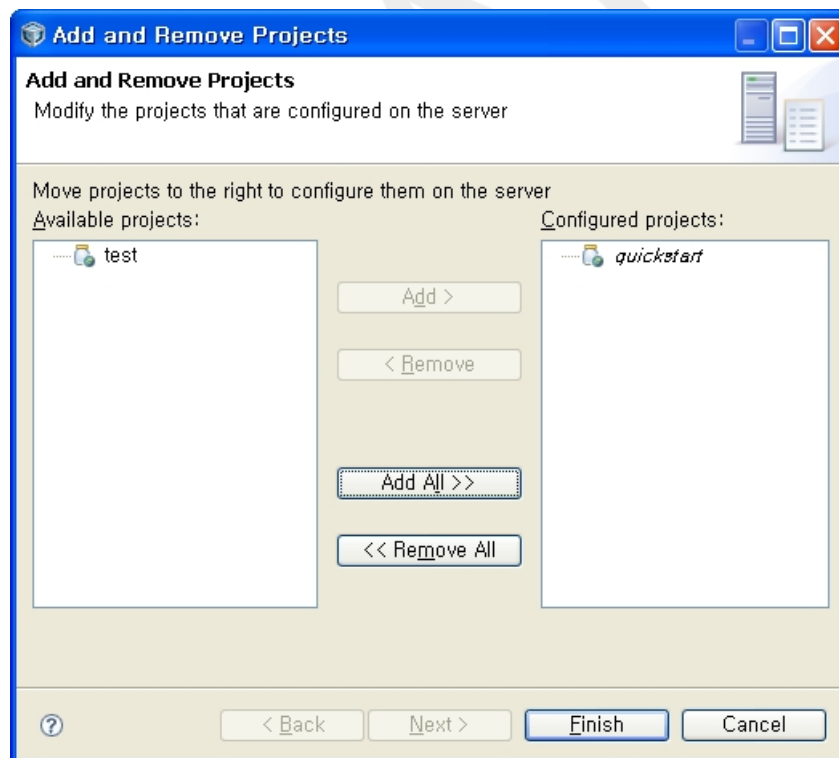 Add and Remove Projects
Add and Remove Projects
Modify the projects that are configured on the server
Move projects to the right to configure them on the server
Available projects:
Configured projects:
test
quickstart
Add >
< Remove
Add All >>
<< Remove All
< Back
Next >
Finish
Cancel